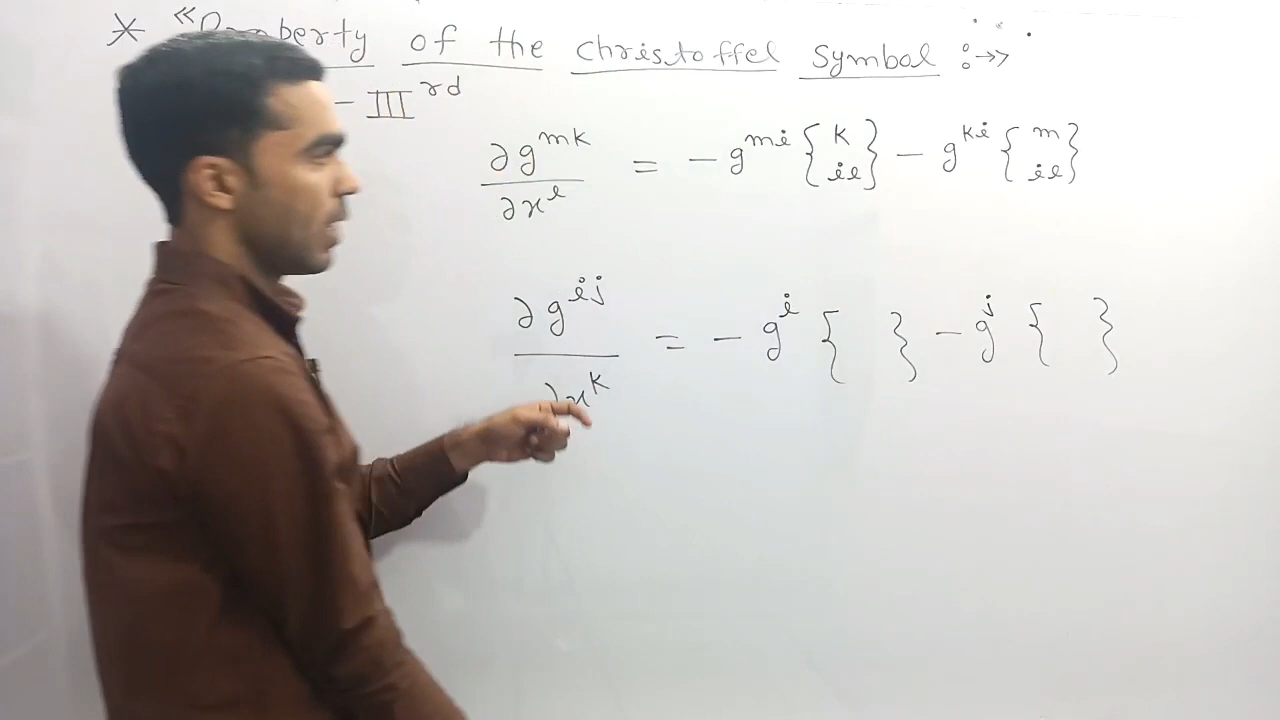 * "Property of the Christoffel Symbol :→
- III^rd
∂g^mk / ∂x^l = - g^mi { k il } - g^ki { m il }
∂g^ij / ∂x^k = - g^i { } - g^j { }